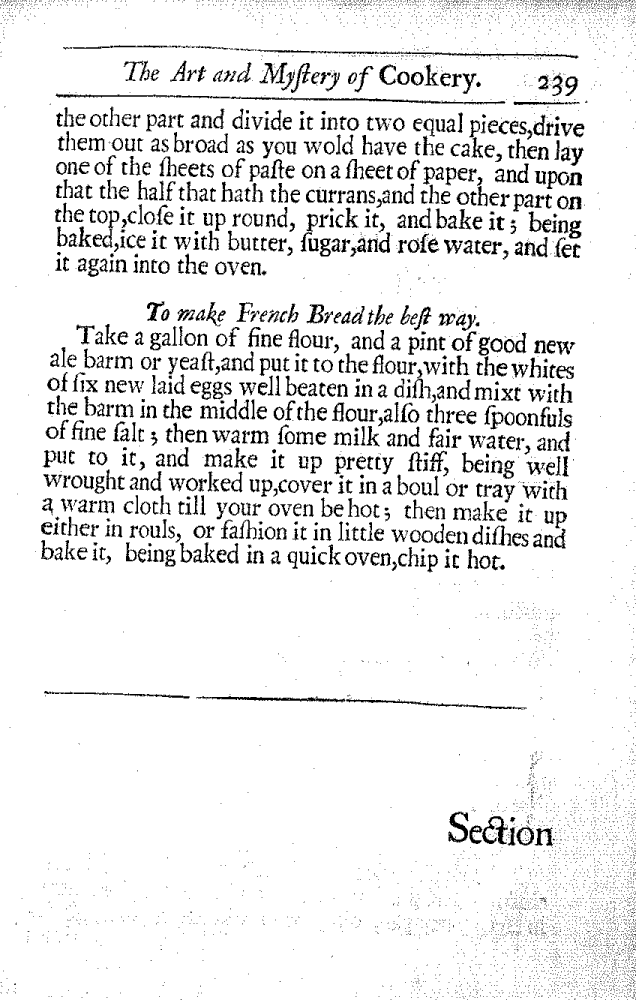 The Art and Myſtery of Cookery. 239
the other part and divide it into two equal pieces,drive
them out as broad as you wold have the cake, then lay
one of the ſheets of paſte on a ſheet of paper, and upon
that the half that hath the currans,and the other part on
the top,cloſe it up round, prick it, and bake it; being
baked,ice it with butter, ſugar,and roſe water, and ſet
it again into the oven.
To make French Bread the beſt way.
Take a gallon of fine flour, and a pint of good new
ale barm or yeaſt,and put it to the flour,with the whites
of ſix new laid eggs well beaten in a diſh,and mixt with
the barm in the middle of the flour,alſo three ſpoonfuls
of fine ſalt; then warm ſome milk and fair water, and
put to it, and make it up pretty ſtiff, being well
wrought and worked up,cover it in a boul or tray with
a warm cloth till your oven be hot; then make it up
either in rouls, or faſhion it in little wooden diſhes and
bake it, being baked in a quick oven,chip it hot.
Section